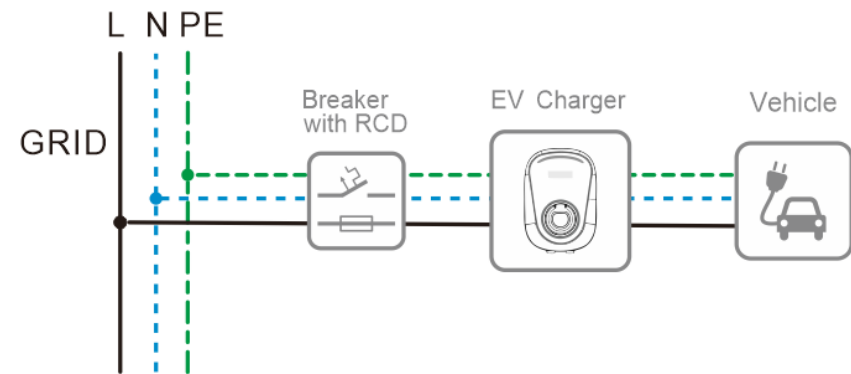 L N PE
GRID
Breaker
with RCD
EV Charger
Vehicle